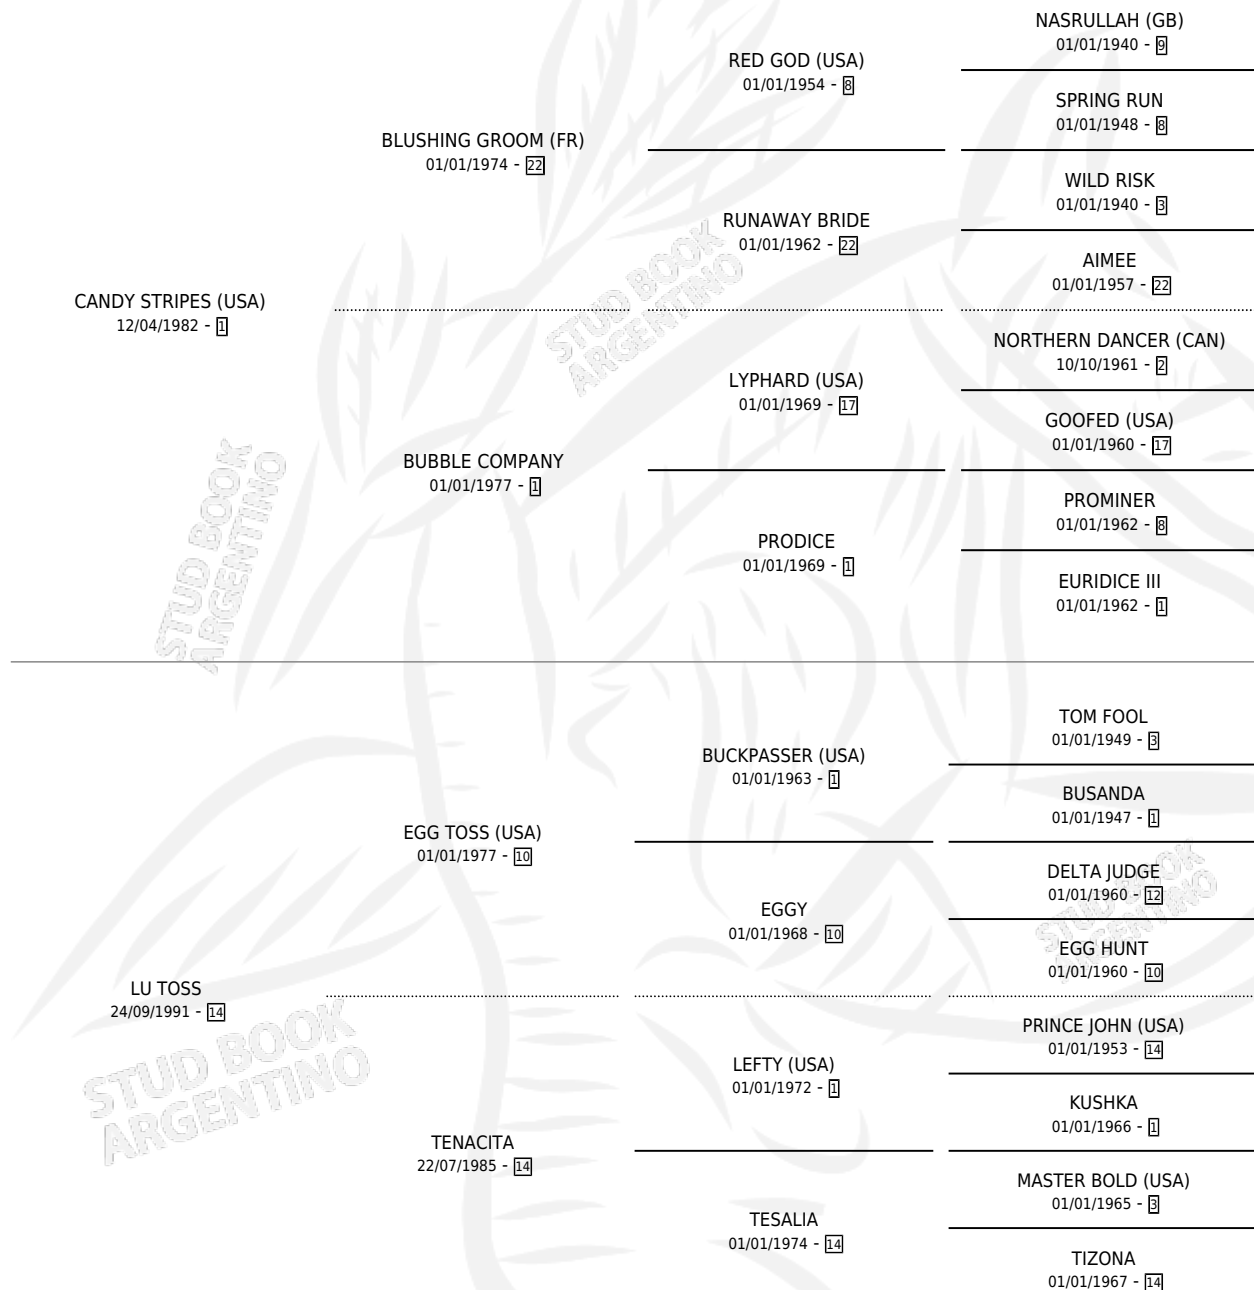 NASRULLAH (GB)
01/01/1940 - 9
RED GOD (USA)
01/01/1954 - 8
SPRING RUN
01/01/1948 - 8
BLUSHING GROOM (FR)
01/01/1974 - 22
WILD RISK
01/01/1940 - 3
RUNAWAY BRIDE
01/01/1962 - 22
AIMEE
01/01/1957 - 22
CANDY STRIPES (USA)
12/04/1982 - 1
STUD BOOK
ARGENTINO
NORTHERN DANCER (CAN)
10/10/1961 - 2
LYPHARD (USA)
01/01/1969 - 17
GOOFED (USA)
01/01/1960 - 17
BUBBLE COMPANY
01/01/1977 - 1
PROMINER
01/01/1962 - 8
PRODICE
01/01/1969 - 1
EURIDICE III
01/01/1962 - 1
STUD BOOK
ARGENTINO
TOM FOOL
01/01/1949 - 3
BUCKPASSER (USA)
01/01/1963 - 1
BUSANDA
01/01/1947 - 1
EGG TOSS (USA)
01/01/1977 - 10
DELTA JUDGE
01/01/1960 - 12
STUD BOOK
ARGENTINO
EGGY
01/01/1968 - 10
EGG HUNT
01/01/1960 - 10
LU TOSS
24/09/1991 - 14
PRINCE JOHN (USA)
01/01/1953 - 14
LEFTY (USA)
01/01/1972 - 1
STUD BOOK
ARGENTINO
KUSHKA
01/01/1966 - 1
TENACITA
22/07/1985 - 14
MASTER BOLD (USA)
01/01/1965 - 3
TESALIA
01/01/1974 - 14
TIZONA
01/01/1967 - 14